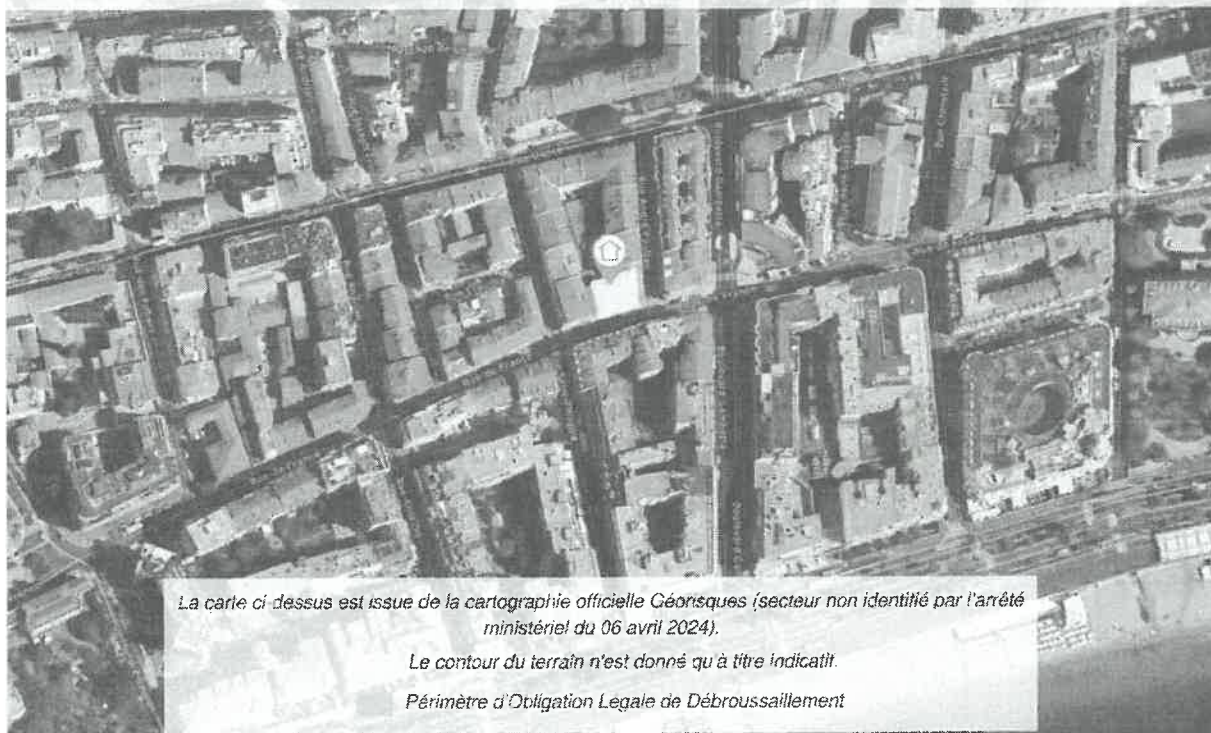 La carte ci-dessus est issue de la cartographie officielle Géorisques (secteur non identifié par l'arrêté
ministériel du 06 avril 2024).
Le contour du terrain n'est donné qu'à titre indicatif.
Périmètre d'Obligation Légale de Débroussaillement